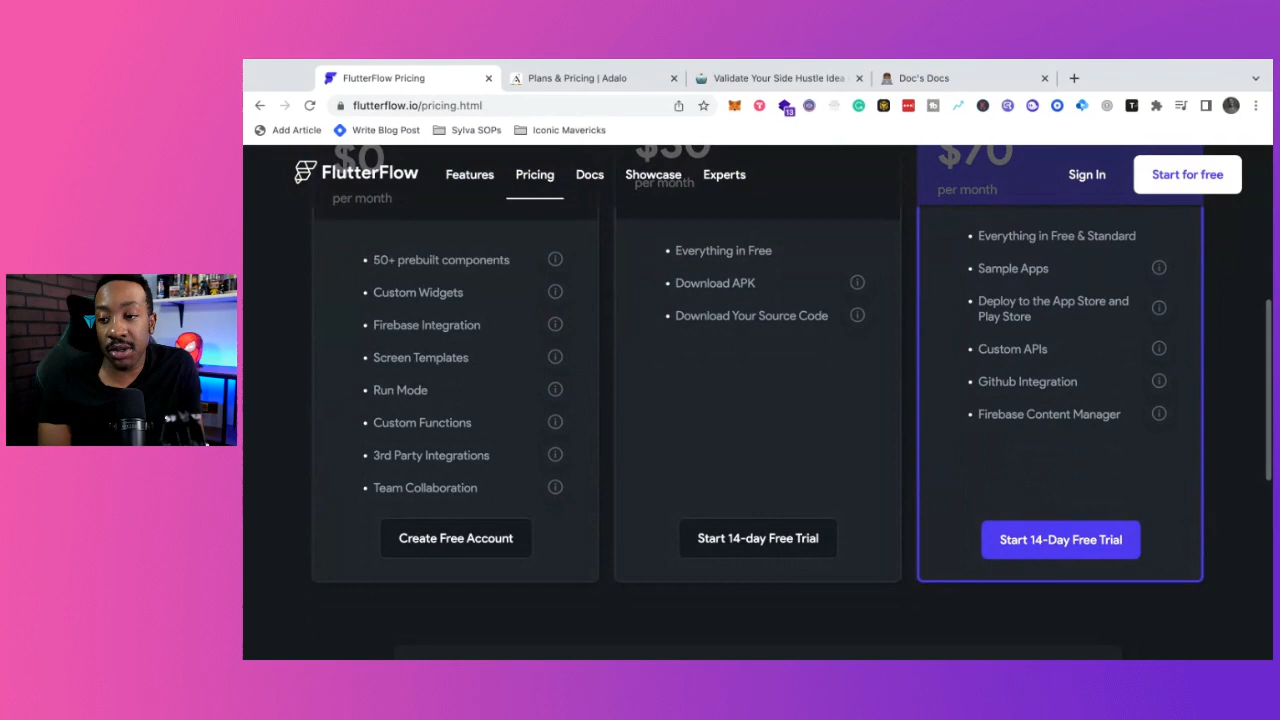 FlutterFlow Pricing
Plans & Pricing | Adalo
Validate Your Side Hustle Idea
Doc's Docs
flutterflow.io/pricing.html
13
Add Article
Write Blog Post
Sylva SOPs
Iconic Mavericks
FlutterFlow
Features
Pricing
Docs
Showcase
Experts
Sign In
Start for free
$0
per month
• 50+ prebuilt components
• Custom Widgets
• Firebase Integration
• Screen Templates
• Run Mode
• Custom Functions
• 3rd Party Integrations
• Team Collaboration
Create Free Account
$30
per month
• Everything in Free
• Download APK
• Download Your Source Code
Start 14-day Free Trial
$70
per month
• Everything in Free & Standard
• Sample Apps
• Deploy to the App Store and
Play Store
• Custom APIs
• Github Integration
• Firebase Content Manager
Start 14-Day Free Trial